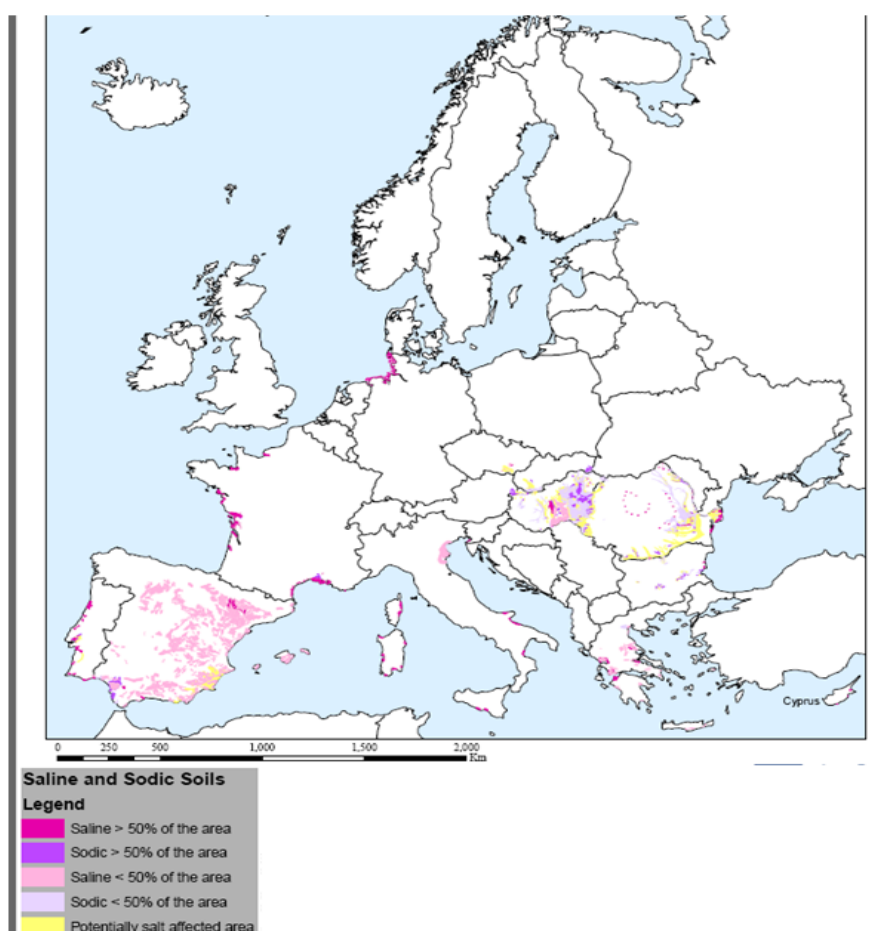 Cyprus
0 250 500 1,000 1,500 2,000
Km
Saline and Sodic Soils
Legend
Saline > 50% of the area
Sodic > 50% of the area
Saline < 50% of the area
Sodic < 50% of the area
Potentially salt affected area